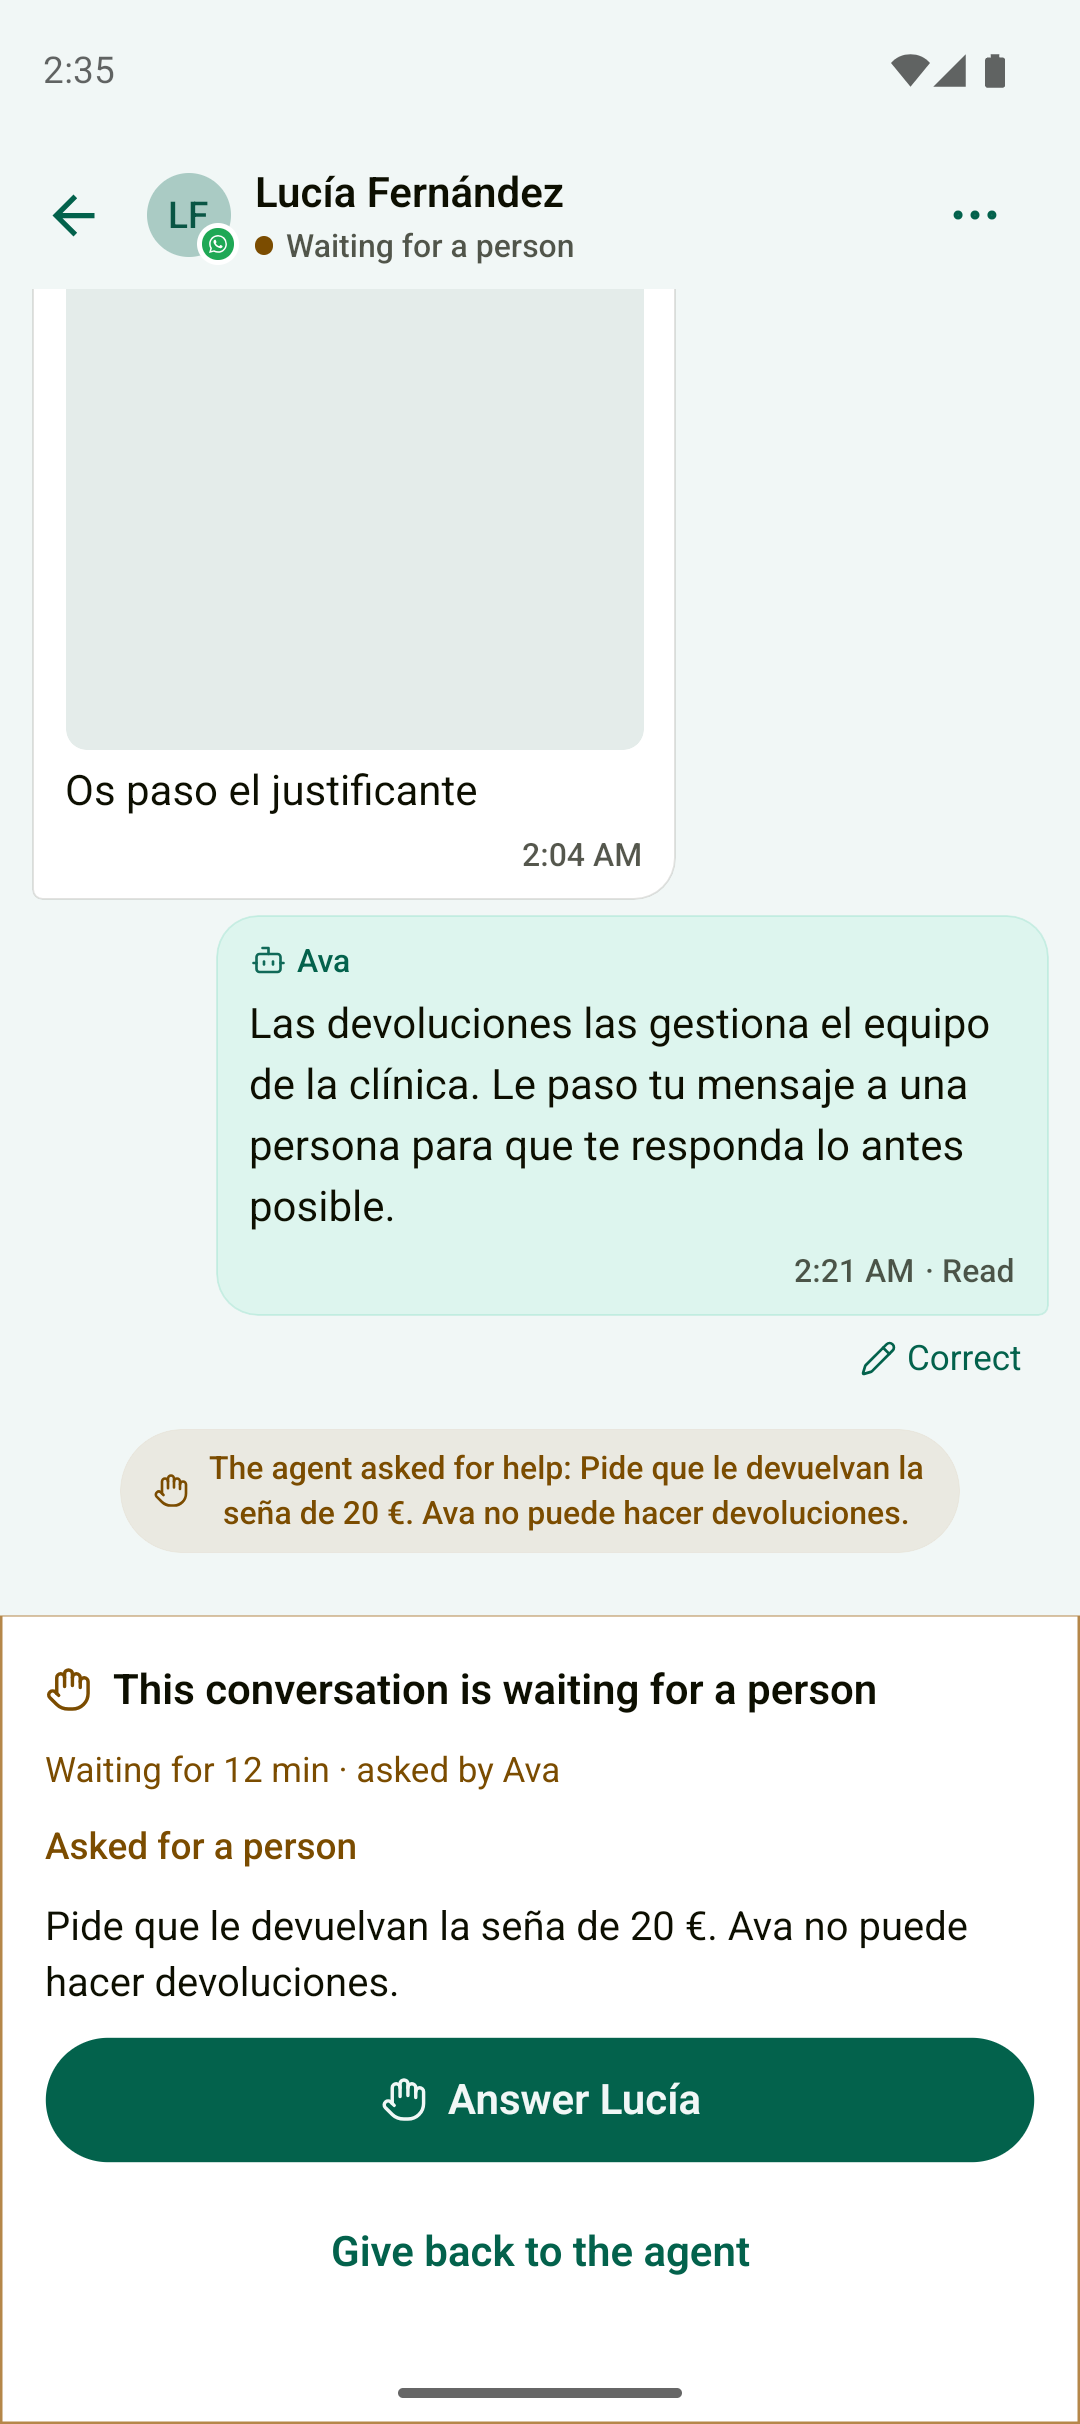 2:35
LF
Lucía Fernández
Waiting for a person
Os paso el justificante
2:04 AM
Ava
Las devoluciones las gestiona el equipo
de la clínica. Le paso tu mensaje a una
persona para que te responda lo antes
posible.
2:21 AM · Read
Correct
The agent asked for help: Pide que le devuelvan la
seña de 20 €. Ava no puede hacer devoluciones.
This conversation is waiting for a person
Waiting for 12 min · asked by Ava
Asked for a person
Pide que le devuelvan la seña de 20 €. Ava no puede
hacer devoluciones.
Answer Lucía
Give back to the agent